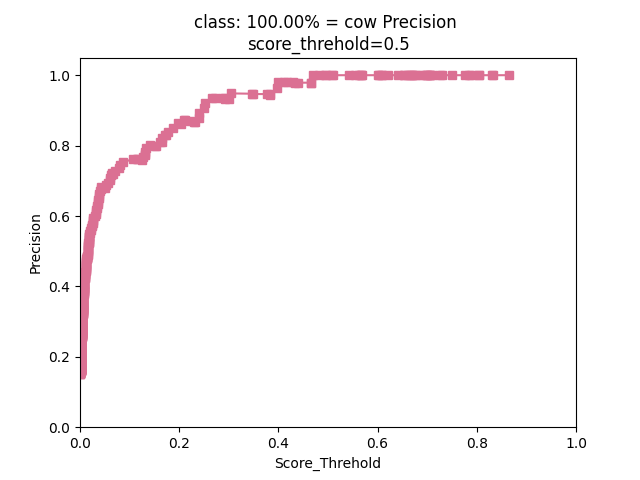 class: 100.00% = cow Precision
score_threhold=0.5
1.0
0.8
0.6
0.4
0.2
0.0
Precision
0.0 0.2 0.4 0.6 0.8 1.0
Score_Threhold